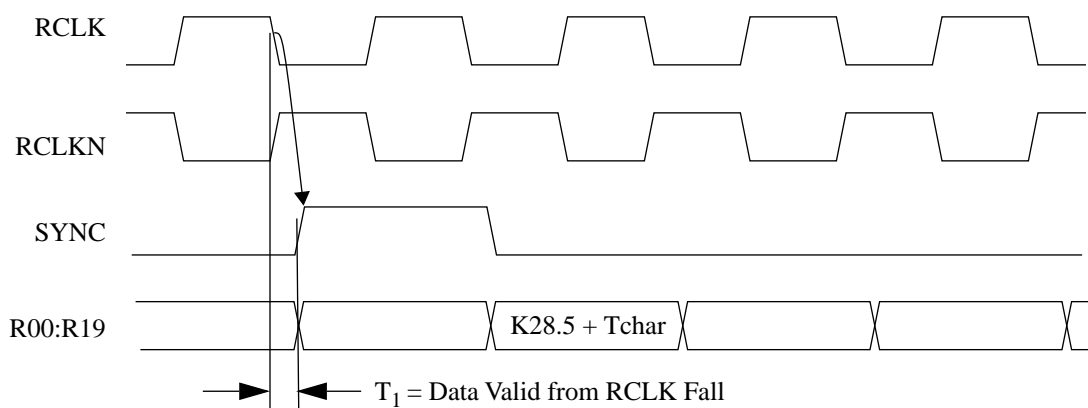 RCLK
RCLKN
SYNC
R00:R19
K28.5 + Tchar
T1 = Data Valid from RCLK Fall